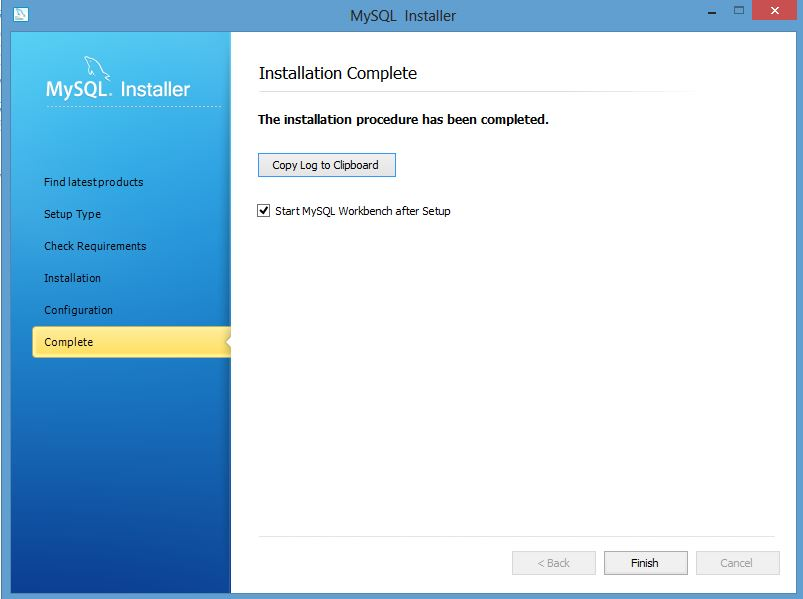 MySQL Installer
MySQL. Installer
Find latest products
Setup Type
Check Requirements
Installation
Configuration
Complete
Installation Complete
The installation procedure has been completed.
Copy Log to Clipboard
Start MySQL Workbench after Setup
< Back
Finish
Cancel